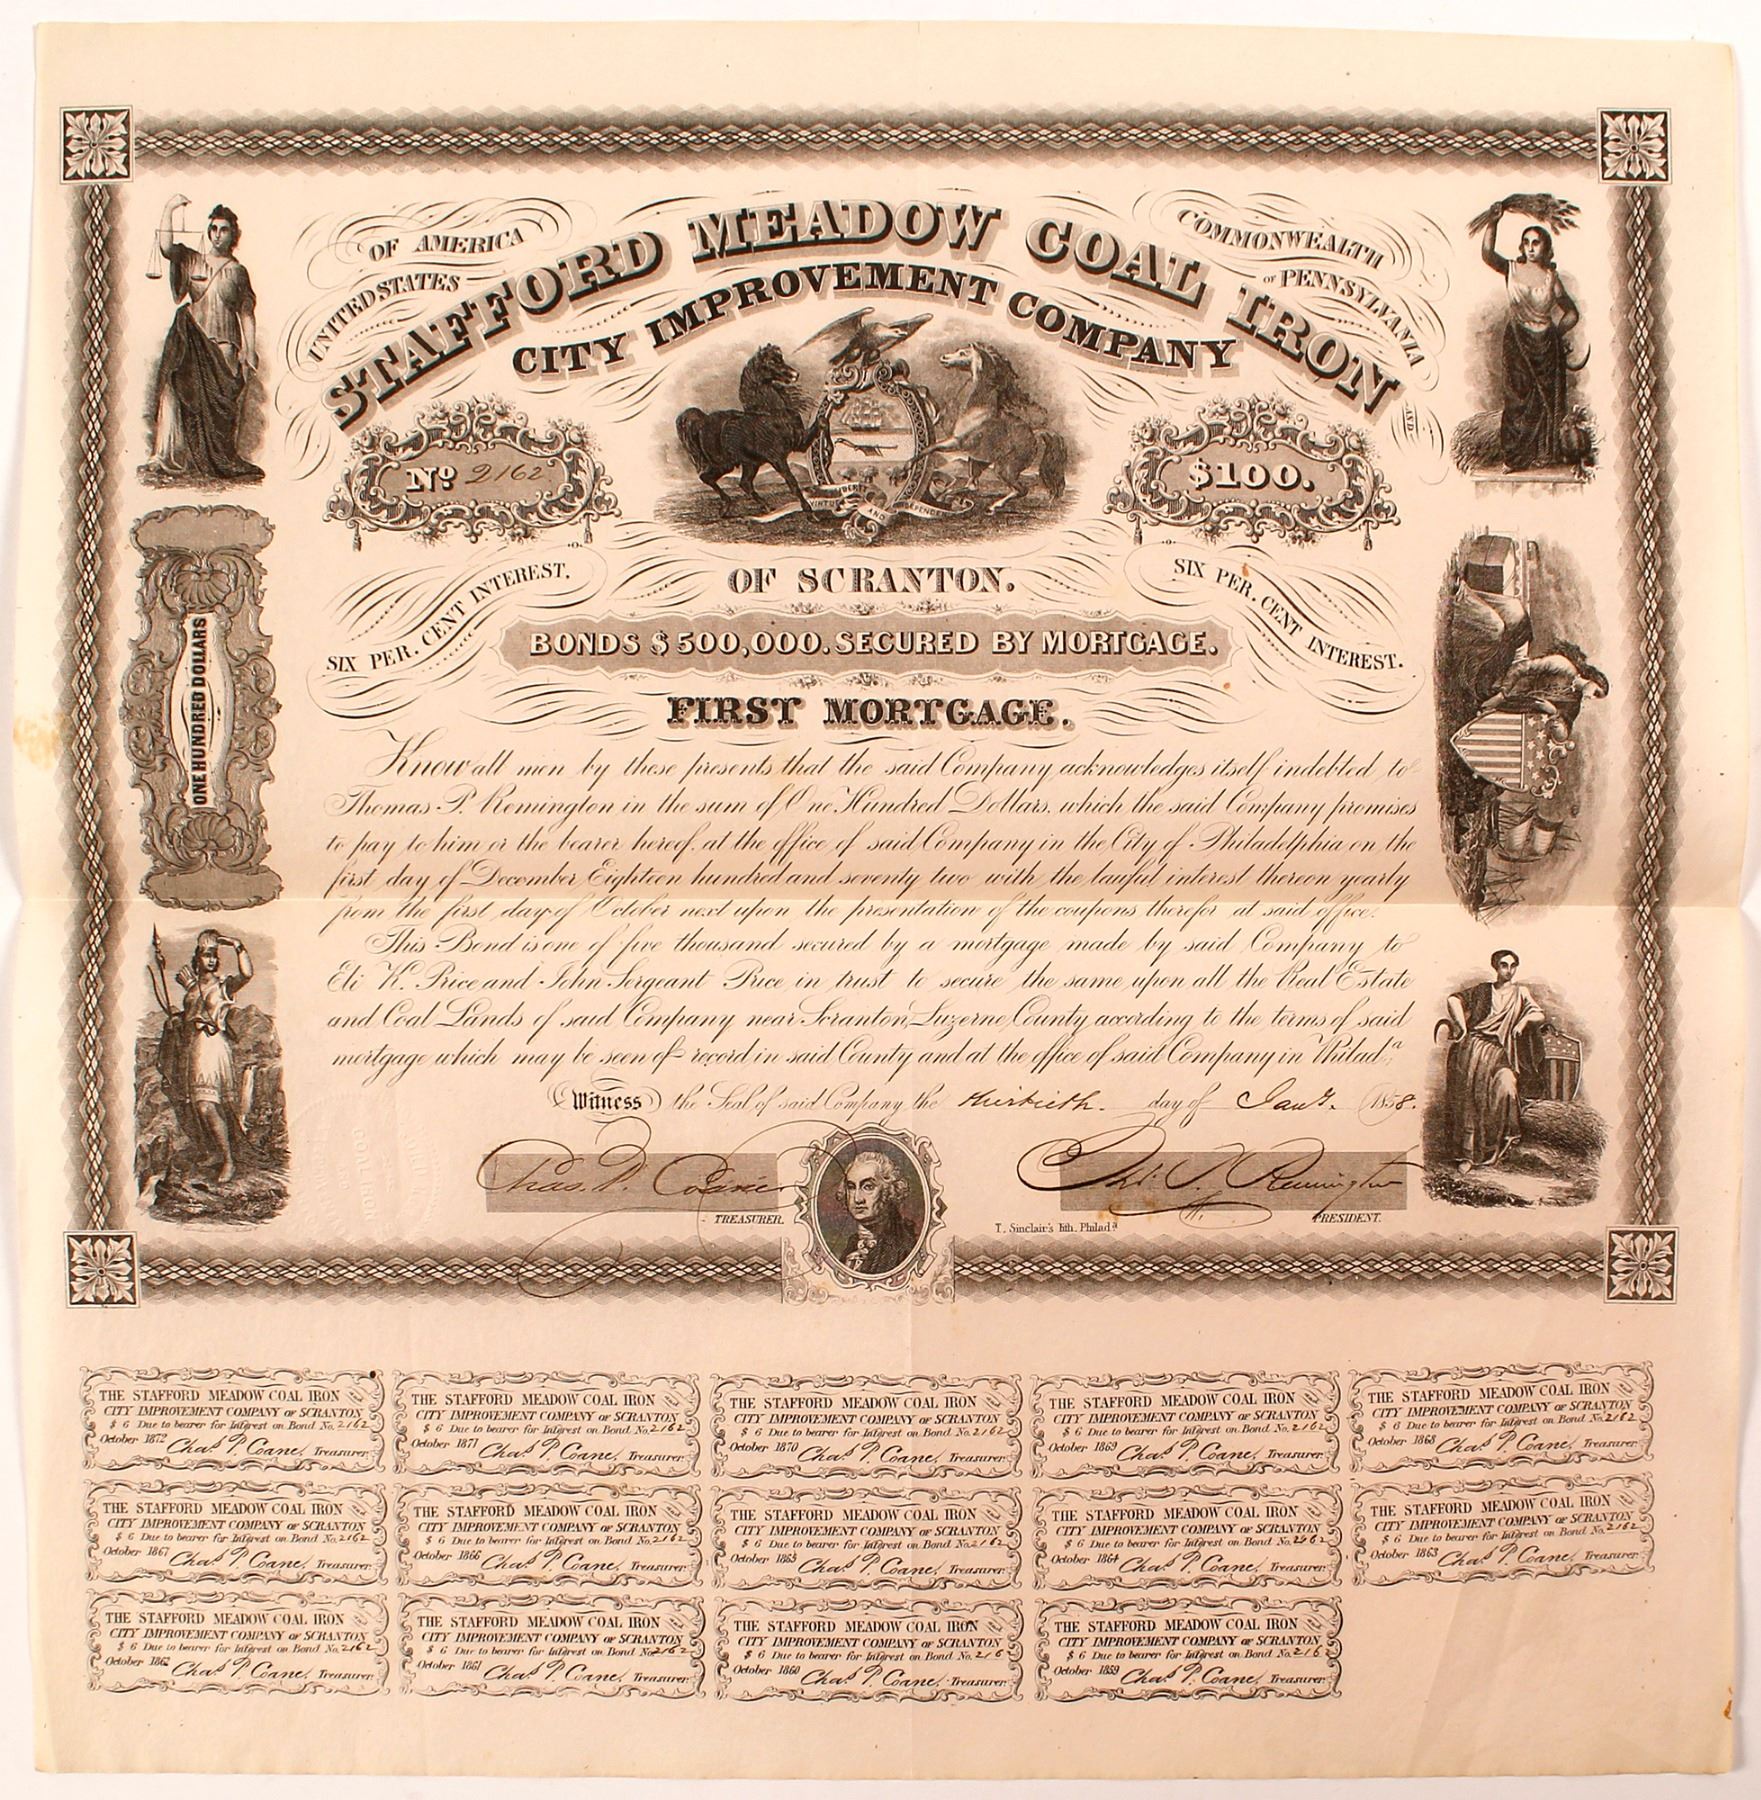 UNITED STATES
OF AMERICA
COMMONWEALTH
OF PENNSYLVANIA
AND
STAFFORD MEADOW COAL IRON
CITY IMPROVEMENT COMPANY
No 2162
$100.
LIBERTY
VIRTUE AND INDEPENDENCE
OF SCRANTON.
SIX PER. CENT INTEREST.
SIX PER. CENT INTEREST.
BONDS $500,000. SECURED BY MORTGAGE.
FIRST MORTGAGE.
ONE HUNDRED DOLLARS
Know all men by these presents that the said Company acknowledges itself indebted to
Thomas P. Remington in the sum of One Hundred Dollars, which the said Company promises
to pay to him or the bearer hereof, at the office of said Company in the City of Philadelphia on the
first day of December Eighteen hundred and seventy two with the lawful interest thereon yearly
from the first day of October next upon the presentation of the coupons therefor at said office.
This Bond is one of five thousand secured by a mortgage made by said Company to
Eli K. Price and John Sergeant Price in trust to secure the same upon all the Real Estate
and Coal Lands of said Company near Scranton, Luzerne County according to the terms of said
mortgage which may be seen of record in said County and at the office of said Company in Philada
Witness the Seal of said Company the thirtieth. day of Jany. 1858.
Chas. P. Coane
TREASURER.
Tho. P. Remington
PRESIDENT.
T. Sinclair's lith. Philada
THE STAFFORD MEADOW COAL IRON
CITY IMPROVEMENT COMPANY OF SCRANTON
$ 6 Due to bearer for Interest on Bond No. 2162
October 1872 Chas P. Coane, Treasurer
THE STAFFORD MEADOW COAL IRON
CITY IMPROVEMENT COMPANY OF SCRANTON
$ 6 Due to bearer for Interest on Bond No. 2162
October 1871 Chas P. Coane, Treasurer
THE STAFFORD MEADOW COAL IRON
CITY IMPROVEMENT COMPANY OF SCRANTON
$ 6 Due to bearer for Interest on Bond No. 2162
October 1870 Chas P. Coane, Treasurer
THE STAFFORD MEADOW COAL IRON
CITY IMPROVEMENT COMPANY OF SCRANTON
$ 6 Due to bearer for Interest on Bond No. 2162
October 1869 Chas P. Coane, Treasurer
THE STAFFORD MEADOW COAL IRON
CITY IMPROVEMENT COMPANY OF SCRANTON
$ 6 Due to bearer for Interest on Bond No. 2162
October 1868 Chas P. Coane, Treasurer
THE STAFFORD MEADOW COAL IRON
CITY IMPROVEMENT COMPANY OF SCRANTON
$ 6 Due to bearer for Interest on Bond No. 2162
October 1867 Chas P. Coane, Treasurer
THE STAFFORD MEADOW COAL IRON
CITY IMPROVEMENT COMPANY OF SCRANTON
$ 6 Due to bearer for Interest on Bond No. 2162
October 1866 Chas P. Coane, Treasurer
THE STAFFORD MEADOW COAL IRON
CITY IMPROVEMENT COMPANY OF SCRANTON
$ 6 Due to bearer for Interest on Bond No. 2162
October 1865 Chas P. Coane, Treasurer
THE STAFFORD MEADOW COAL IRON
CITY IMPROVEMENT COMPANY OF SCRANTON
$ 6 Due to bearer for Interest on Bond No. 2162
October 1864 Chas P. Coane, Treasurer
THE STAFFORD MEADOW COAL IRON
CITY IMPROVEMENT COMPANY OF SCRANTON
$ 6 Due to bearer for Interest on Bond No. 2162
October 1863 Chas P. Coane, Treasurer
THE STAFFORD MEADOW COAL IRON
CITY IMPROVEMENT COMPANY OF SCRANTON
$ 6 Due to bearer for Interest on Bond No. 2162
October 1862 Chas P. Coane, Treasurer
THE STAFFORD MEADOW COAL IRON
CITY IMPROVEMENT COMPANY OF SCRANTON
$ 6 Due to bearer for Interest on Bond No. 2162
October 1861 Chas P. Coane, Treasurer
THE STAFFORD MEADOW COAL IRON
CITY IMPROVEMENT COMPANY OF SCRANTON
$ 6 Due to bearer for Interest on Bond No. 2162
October 1860 Chas P. Coane, Treasurer
THE STAFFORD MEADOW COAL IRON
CITY IMPROVEMENT COMPANY OF SCRANTON
$ 6 Due to bearer for Interest on Bond No. 2162
October 1859 Chas P. Coane, Treasurer